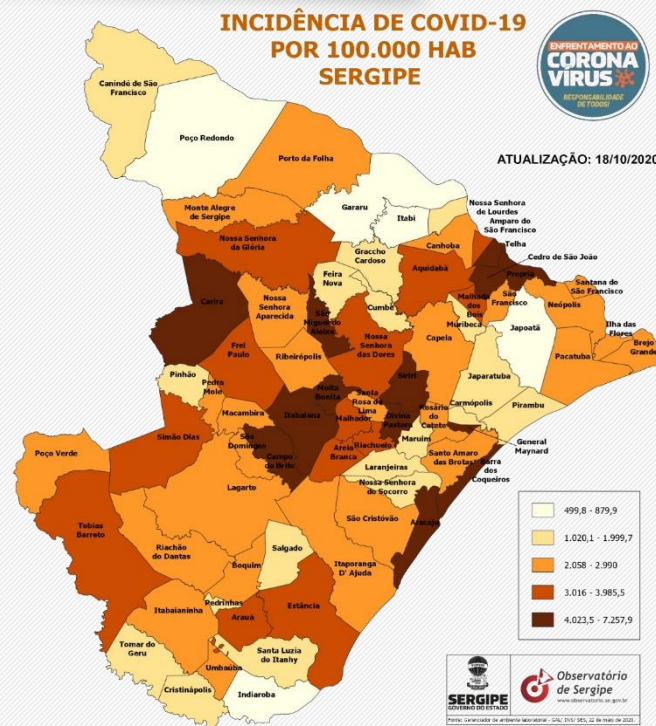 INCIDÊNCIA DE COVID-19
POR 100.000 HAB
SERGIPE
ENFRENTAMENTO AO
CORONA
VÍRUS
RESPONSABILIDADE
DE TODOS!
ATUALIZAÇÃO: 18/10/2020
Canindé de São
Francisco
Poço Redondo
Porto da Folha
Monte Alegre
de Sergipe
Gararu
Itabi
Nossa Senhora
de Lourdes
Amparo do
São Francisco
Telha
Cedro de São João
Nossa Senhora
da Glória
Graccho
Cardoso
Canhoba
Aquidabã
Propriá
Santana do
São Francisco
Feira
Nova
Cumbe
Malhada
dos Bois
São
Francisco
Neópolis
Ilha das
Flores
Brejo
Grande
Carira
Nossa
Senhora
Aparecida
São
Miguel do
Aleixo
Nossa
Senhora
das Dores
Muribeca
Japoatã
Pacatuba
Frei
Paulo
Ribeirópolis
Capela
Japaratuba
Pinhão
Pedra
Mole
Moita
Bonita
Santa
Rosa de
Lima
Siriri
Carmópolis
Pirambu
Macambira
Itabaiana
Malhador
Divina
Pastora
Rosário
do
Catete
General
Maynard
Simão Dias
São
Domingos
Campo
do Brito
Areia
Branca
Riachuelo
Maruim
Santo Amaro
das Brotas
Barra
dos
Coqueiros
Laranjeiras
Nossa Senhora
do Socorro
Poço Verde
Lagarto
São Cristóvão
Aracaju
Tobias
Barreto
Riachão
do Dantas
Salgado
Boquim
Itaporanga
D' Ajuda
Itabaianinha
Pedrinhas
Arauá
Estância
Tomar do
Geru
Umbaúba
Santa Luzia
do Itanhy
Cristinápolis
Indiaroba
499,8 - 879,9
1.020,1 - 1.999,7
2.058 - 2.990
3.016 - 3.985,5
4.023,5 - 7.257,9
SERGIPE
GOVERNO DO ESTADO
Observatório
de Sergipe
www.observatorio.se.gov.br